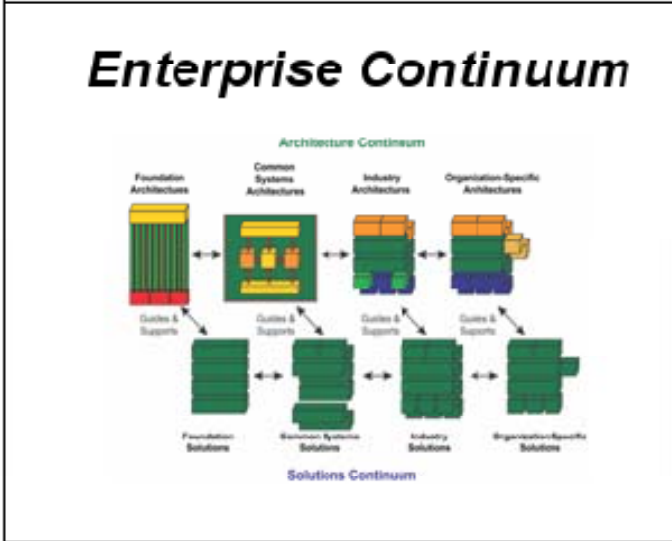 Enterprise Continuum
Architecture Continuum
Foundation
Architectures
Common
Systems
Architectures
Industry
Architectures
Organization-Specific
Architectures
Guides &
Supports
Guides &
Supports
Guides &
Supports
Guides &
Supports
Foundation
Solutions
Common Systems
Solutions
Industry
Solutions
Organization-Specific
Solutions
Solutions Continuum